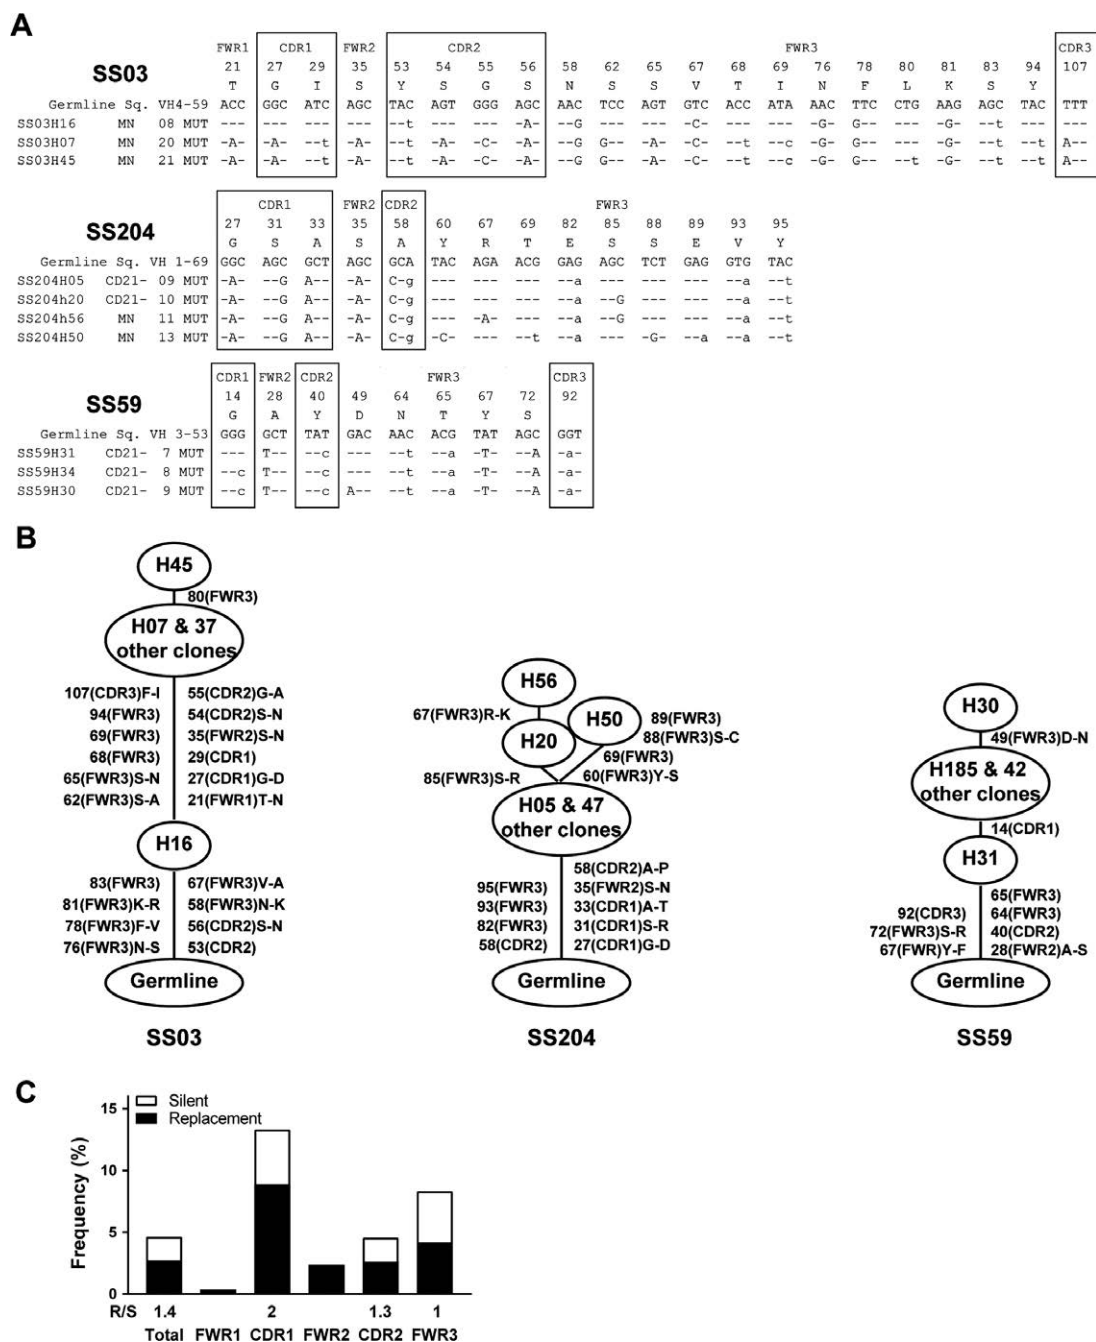 A
FWR1 CDR1 FWR2 CDR2 FWR3 CDR3
SS03
21 27 29 35 53 54 55 56 58 62 65 67 68 69 76 78 80 81 83 94 107
T G I S Y S G S N S S V T I N F L K S Y
Germline Sq. VH4-59 ACC GGC ATC AGC TAC AGT GGG AGC AAC TCC AGT GTC ACC ATA AAC TTC CTG AAG AGC TAC TTT
SS03H16 MN 08 MUT --- --- --- --- --t --- --- -A- --G --- --- -C- --- --- -G- G-- --- -G- --t --- ---
SS03H07 MN 20 MUT -A- -A- --t -A- --t -A- -C- -A- --G G-- -A- -C- --t --c -G- G-- --- -G- --t --t A--
SS03H45 MN 21 MUT -A- -A- --t -A- --t -A- -C- -A- --G G-- -A- -C- --t --c -G- G-- --t -G- --t --t A--
CDR1 FWR2 CDR2 FWR3
SS204
27 31 33 35 58 60 67 69 82 85 88 89 93 95
G S A S A Y R T E S S E V Y
Germline Sq. VH 1-69 GGC AGC GCT AGC GCA TAC AGA ACG GAG AGC TCT GAG GTG TAC
SS204H05 CD21- 09 MUT -A- --G A-- -A- C-g --- --- --- --a --- --- --- --a --t
SS204h20 CD21- 10 MUT -A- --G A-- -A- C-g --- --- --- --a --G --- --- --a --t
SS204h56 MN 11 MUT -A- --G A-- -A- C-g --- -A- --- --a --G --- --- --a --t
SS204H50 MN 13 MUT -A- --G A-- -A- C-g -C- --- --t --a --- -G- --a --a --t
CDR1 FWR2 CDR2 FWR3 CDR3
SS59
14 28 40 49 64 65 67 72 92
G A Y D N T Y S
Germline Sq. VH 3-53 GGG GCT TAT GAC AAC ACG TAT AGC GGT
SS59H31 CD21- 7 MUT --- T-- --c --- --t --a -T- --A -a-
SS59H34 CD21- 8 MUT --c T-- --c --- --t --a -T- --A -a-
SS59H30 CD21- 9 MUT --c T-- --c A-- --t --a -T- --A -a-
B
H45
80(FWR3)
H07 & 37
other clones
107(CDR3)F-I 55(CDR2)G-A
94(FWR3) 54(CDR2)S-N
69(FWR3) 35(FWR2)S-N
68(FWR3) 29(CDR1)
65(FWR3)S-N 27(CDR1)G-D
62(FWR3)S-A 21(FWR1)T-N
H16
83(FWR3) 67(FWR3)V-A
81(FWR3)K-R 58(FWR3)N-K
78(FWR3)F-V 56(CDR2)S-N
76(FWR3)N-S 53(CDR2)
Germline
SS03
H56
67(FWR3)R-K
H50
H20
89(FWR3)
88(FWR3)S-C
69(FWR3)
85(FWR3)S-R 60(FWR3)Y-S
H05 & 47
other clones
58(CDR2)A-P
95(FWR3) 35(FWR2)S-N
93(FWR3) 33(CDR1)A-T
82(FWR3) 31(CDR1)S-R
58(CDR2) 27(CDR1)G-D
Germline
SS204
H30
49(FWR3)D-N
H185 & 42
other clones
14(CDR1)
H31
65(FWR3)
92(CDR3) 64(FWR3)
72(FWR3)S-R 40(CDR2)
67(FWR)Y-F 28(FWR2)A-S
Germline
SS59
C
Silent
Replacement
Frequency (%)
15
10
5
0
R/S 1.4 2 1.3 1
Total FWR1 CDR1 FWR2 CDR2 FWR3